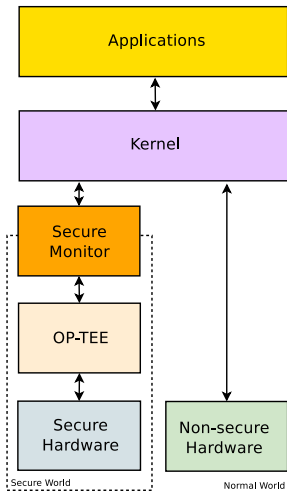 Applications
Kernel
Secure
Monitor
OP-TEE
Secure
Hardware
Non-secure
Hardware
Secure World
Normal World